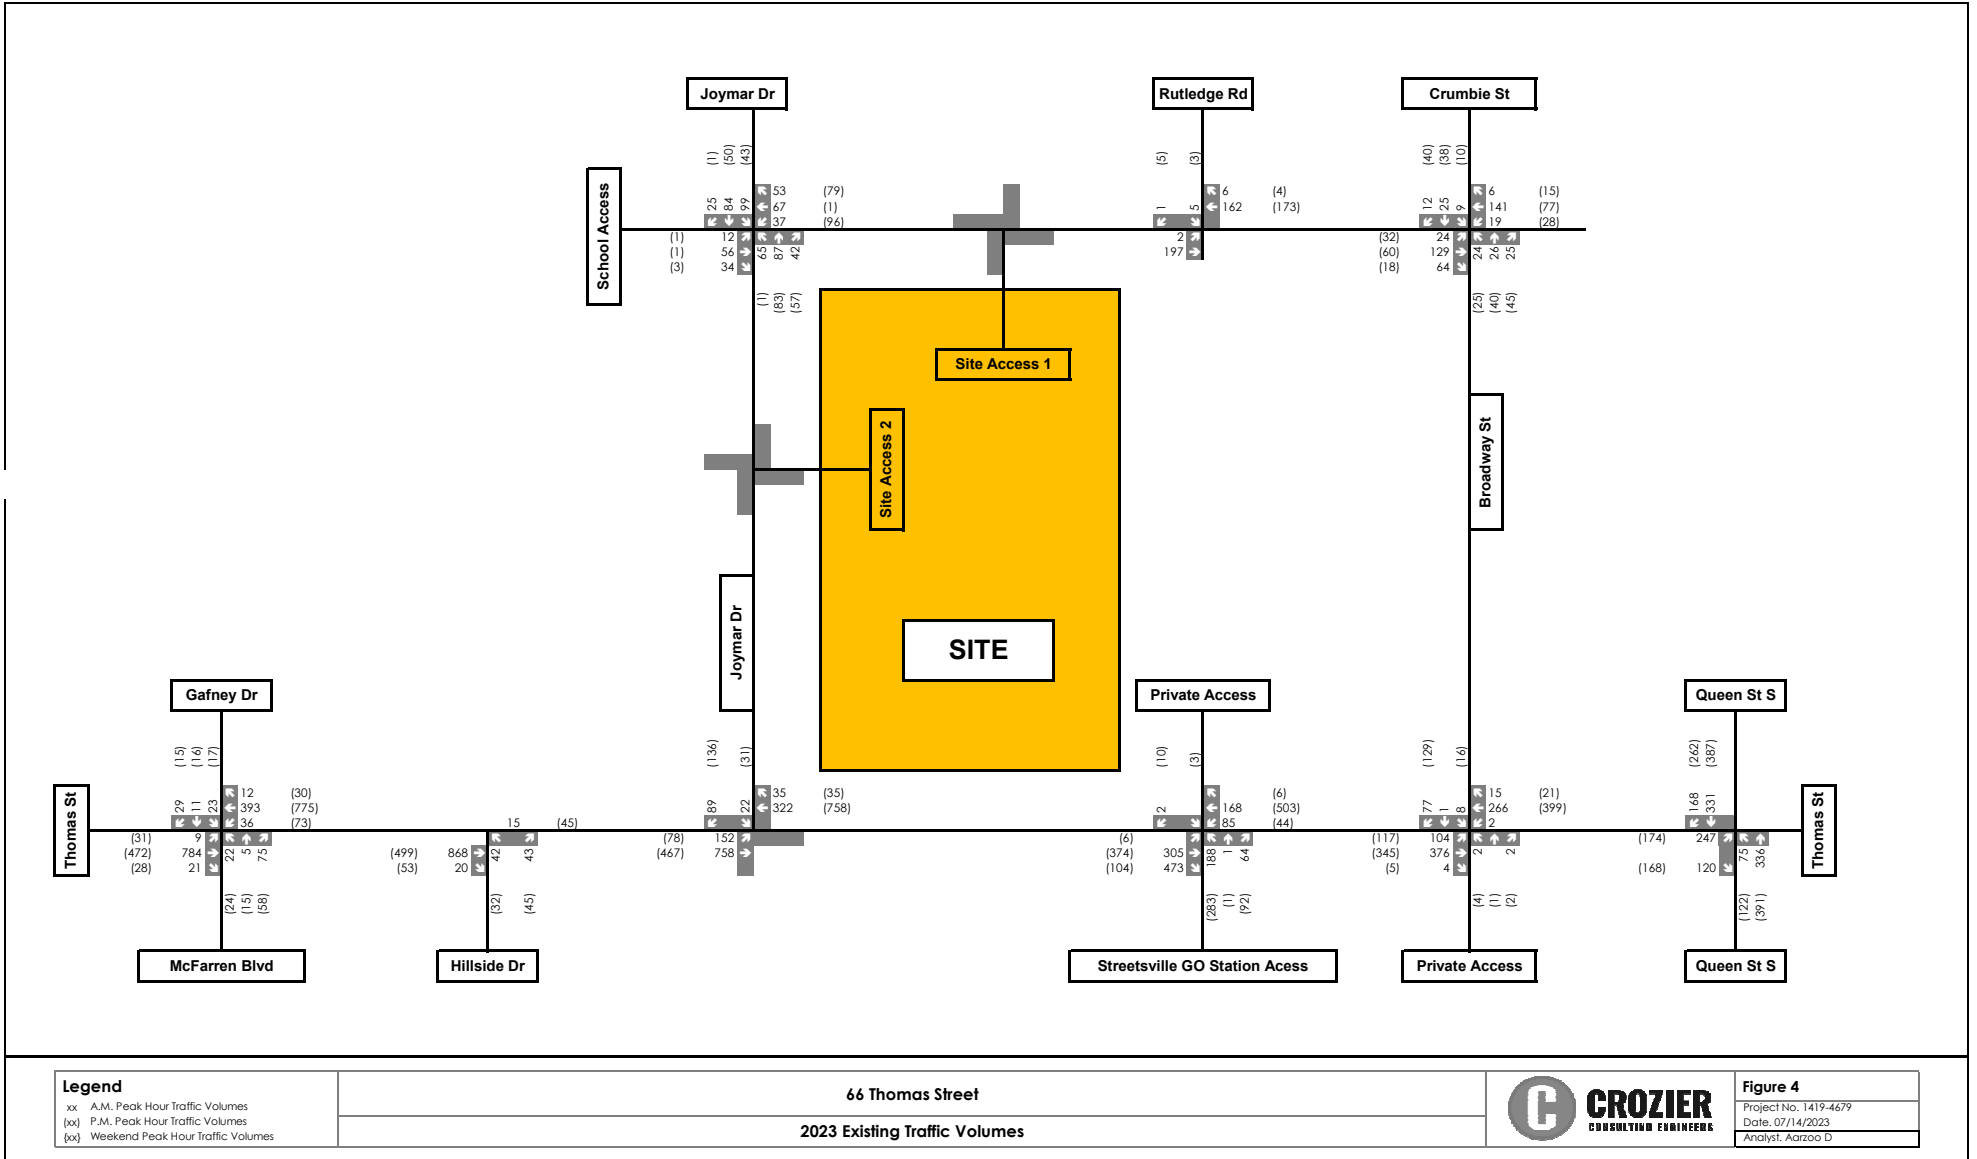 Joymar Dr
Rutledge Rd
Crumbie St
(1) (50) (43)
(5) (3)
(40) (38) (10)
School Access
25 84 99
53 (79)
67 (1)
37 (96)
1 5
6 (4)
162 (173)
12 25 9
6 (15)
141 (77)
19 (28)
(1) 12
(1) 56
(3) 34
65 87 42
2
197
(32) 24
(60) 129
(18) 64
24 26 25
(1) (83) (57)
(25) (40) (45)
Site Access 1
Site Access 2
Broadway St
Joymar Dr
SITE
Gafney Dr
Private Access
Queen St S
(15) (16) (17)
(136) (31)
(10) (3)
(129) (16)
(262) (387)
Thomas St
29 11 23
12 (30)
393 (775)
36 (73)
15 (45)
89 22
35 (35)
322 (758)
2
(6)
168 (503)
85 (44)
77 1 8
15 (21)
266 (399)
2
168 331
Thomas St
(31) 9
(472) 784
(28) 21
22 5 75
(499) 868
(53) 20
42 43
(78) 152
(467) 758
(6)
(374) 305
(104) 473
188 1 64
(117) 104
(345) 376
(5) 4
2 2
(174) 247
(168) 120
75 336
(24) (15) (58)
(32) (45)
(283) (1) (92)
(4) (1) (2)
(122) (391)
McFarren Blvd
Hillside Dr
Streetsville GO Station Acess
Private Access
Queen St S
Legend
xx A.M. Peak Hour Traffic Volumes
(xx) P.M. Peak Hour Traffic Volumes
{xx} Weekend Peak Hour Traffic Volumes
66 Thomas Street
2023 Existing Traffic Volumes
C CROZIER
CONSULTING ENGINEERS
Figure 4
Project No. 1419-4679
Date. 07/14/2023
Analyst. Aarzoo D